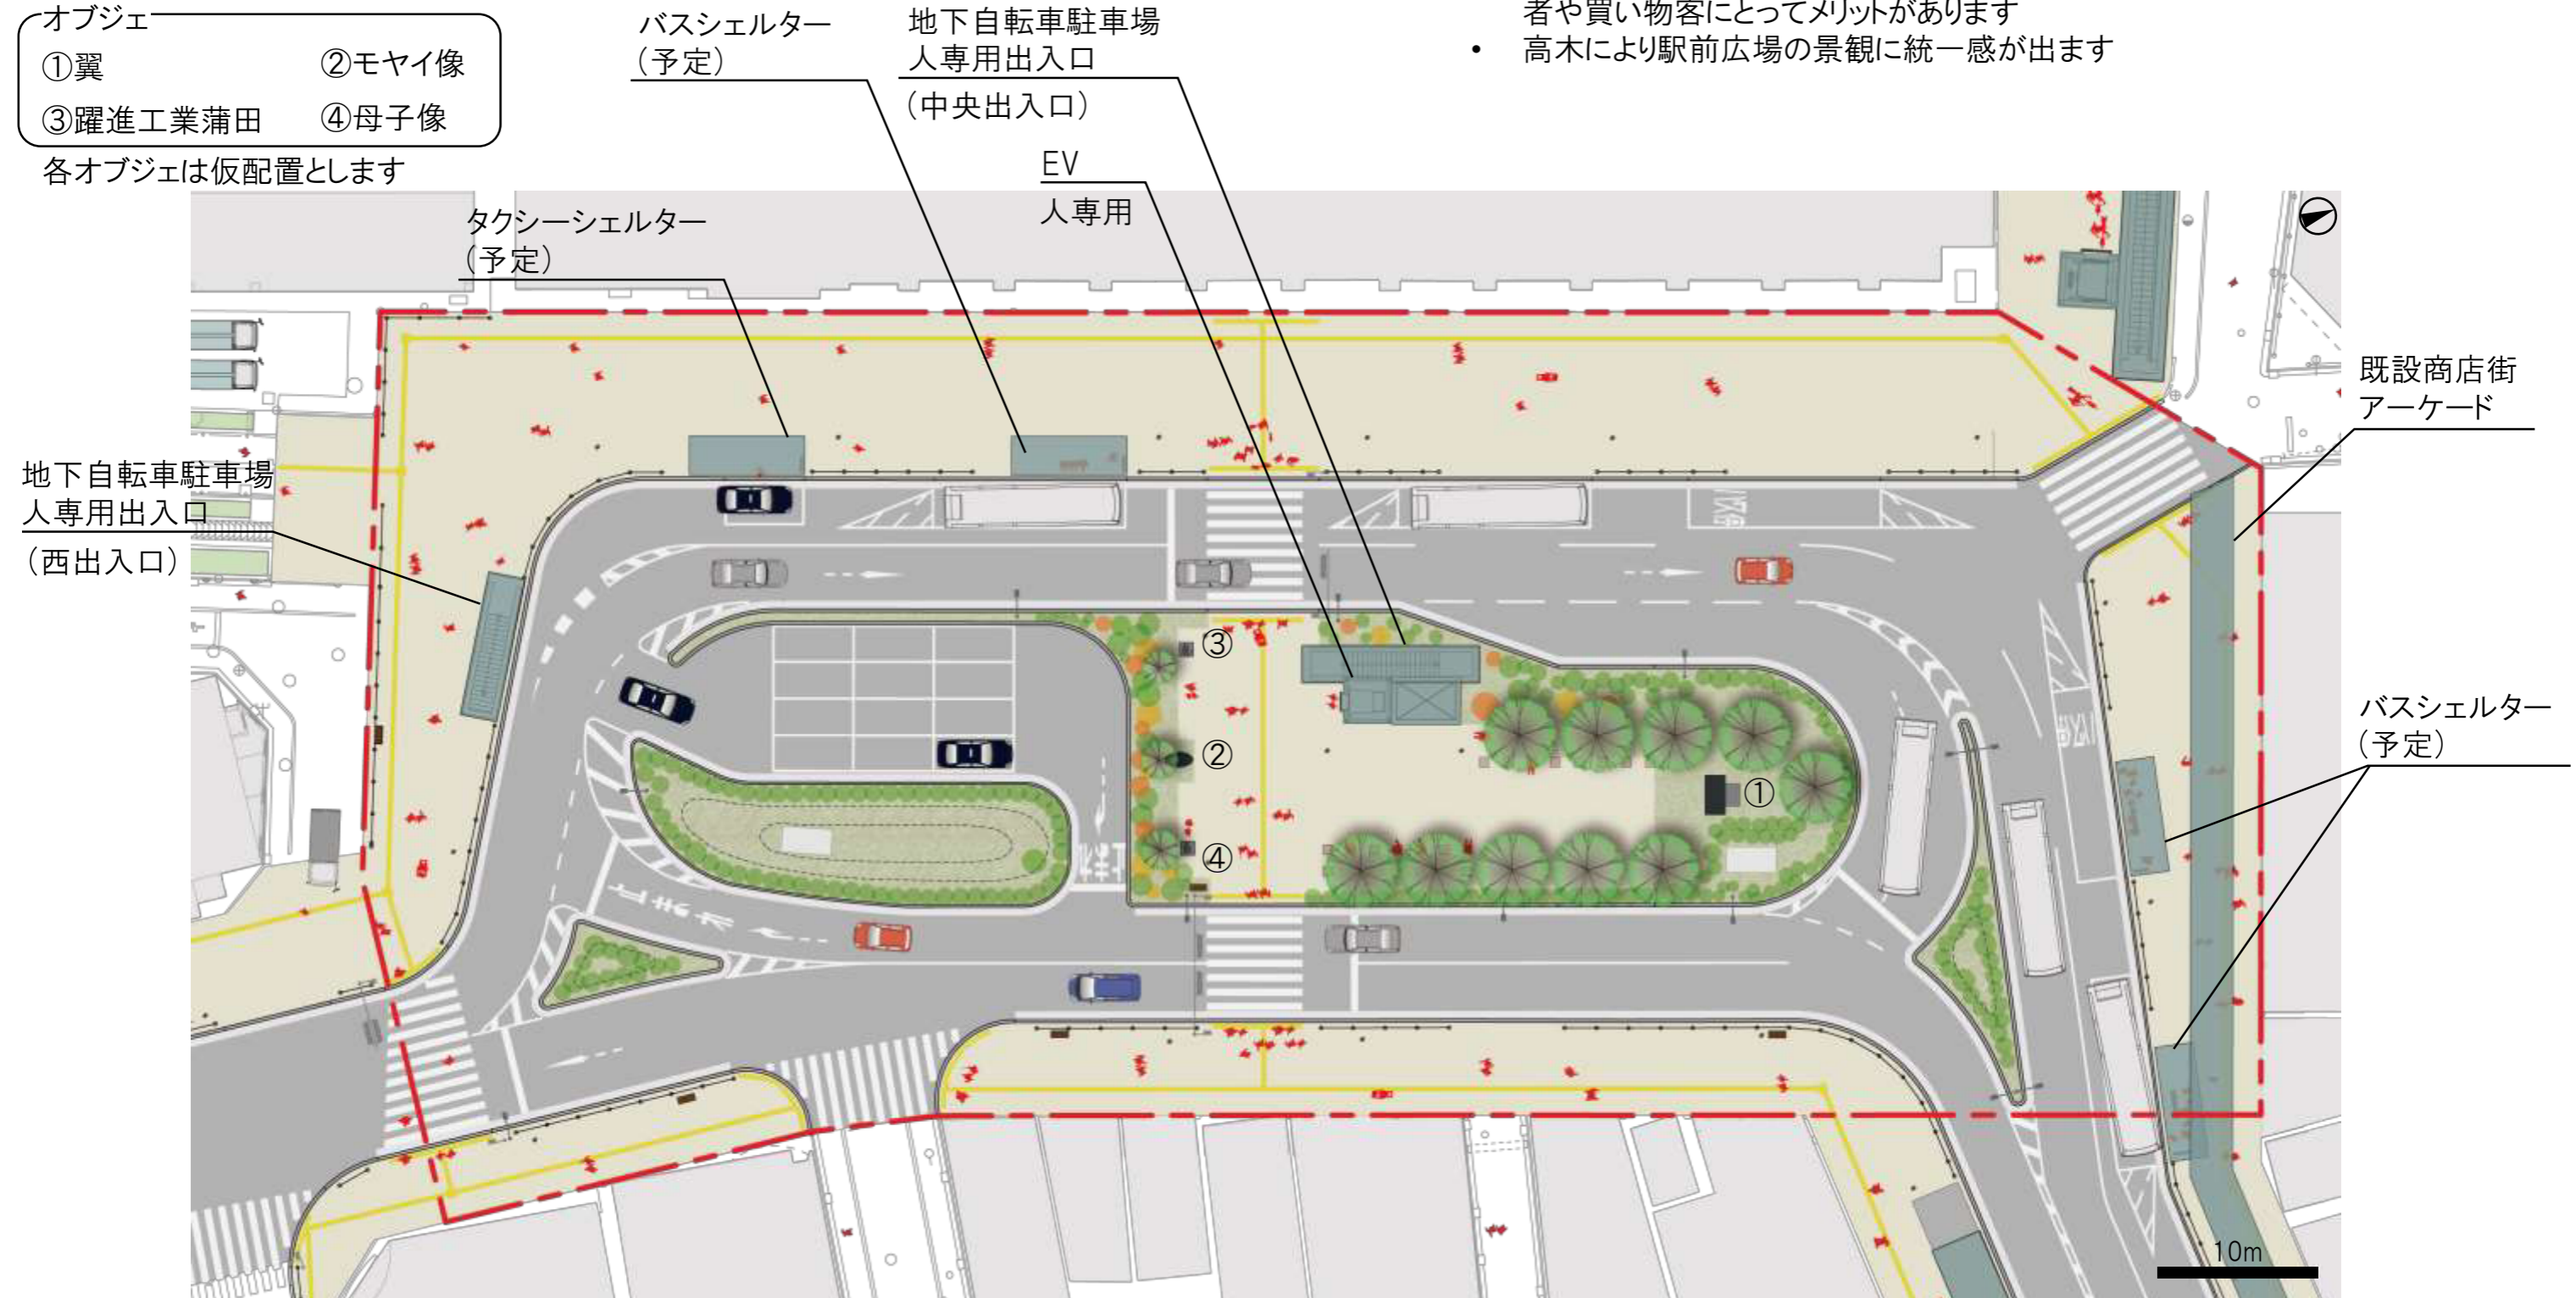 オブジェ
①翼 ②モヤイ像
③躍進工業蒲田 ④母子像
各オブジェは仮配置とします
バスシェルター
(予定)
地下自転車駐車場
人専用出入口
(中央出入口)
者や買い物客にとってメリットがあります
• 高木により駅前広場の景観に統一感が出ます
EV
人専用
タクシーシェルター
(予定)
既設商店街
アーケード
地下自転車駐車場
人専用出入口
(西出入口)
③
②
①
④
バスシェルター
(予定)
10m